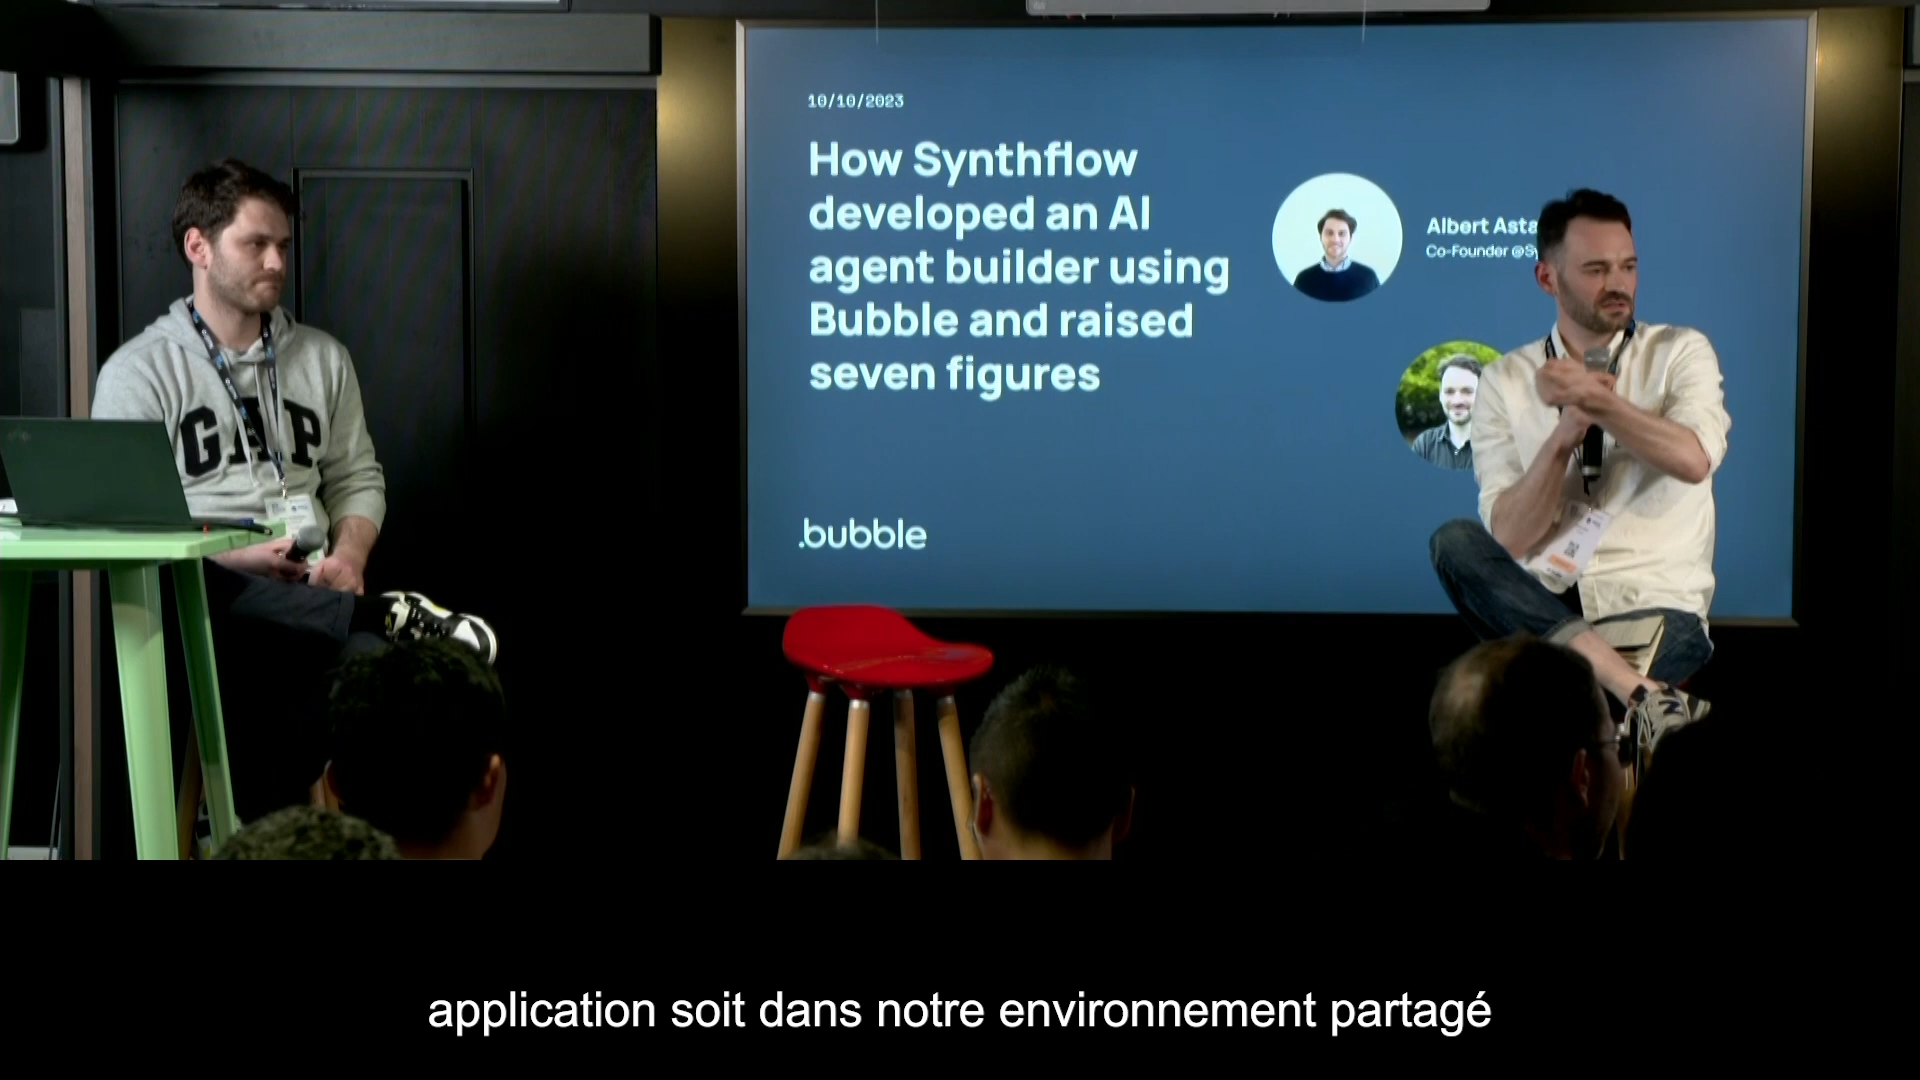 10/10/2023
How Synthflow
developed an AI
agent builder using
Bubble and raised
seven figures
Albert
Co-Founder
.bubble
GAP
application soit dans notre environnement partagé